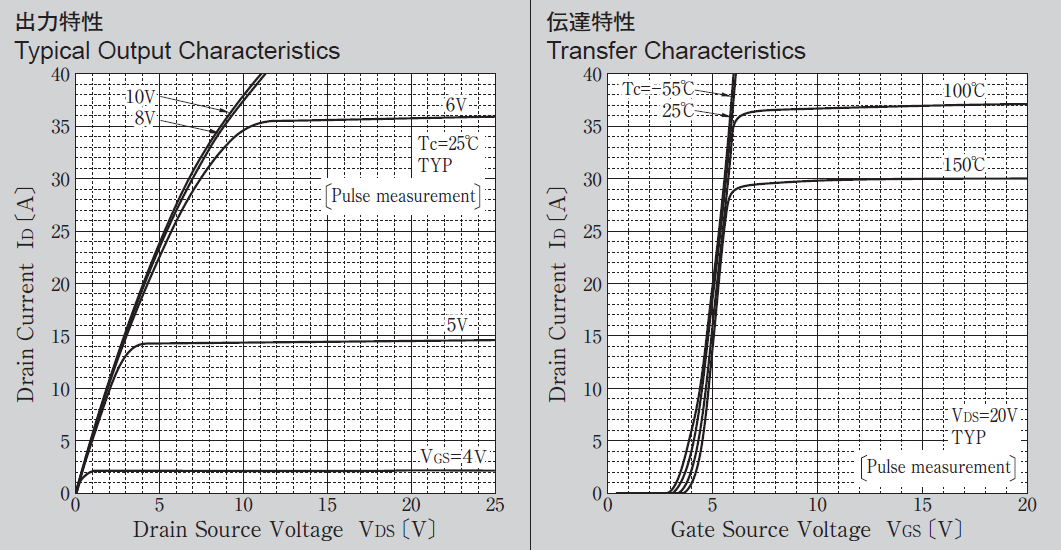 出力特性
Typical Output Characteristics
40
35
30
25
20
15
10
5
0
Drain Current ID〔A〕
10V
8V
6V
Tc=25℃
TYP
〔Pulse measurement〕
5V
VGS=4V
0 5 10 15 20 25
Drain Source Voltage VDS〔V〕
伝達特性
Transfer Characteristics
40
35
30
25
20
15
10
5
0
Drain Current ID〔A〕
Tc=−55℃
25℃
100℃
150℃
VDS=20V
TYP
〔Pulse measurement〕
0 5 10 15 20
Gate Source Voltage VGS〔V〕